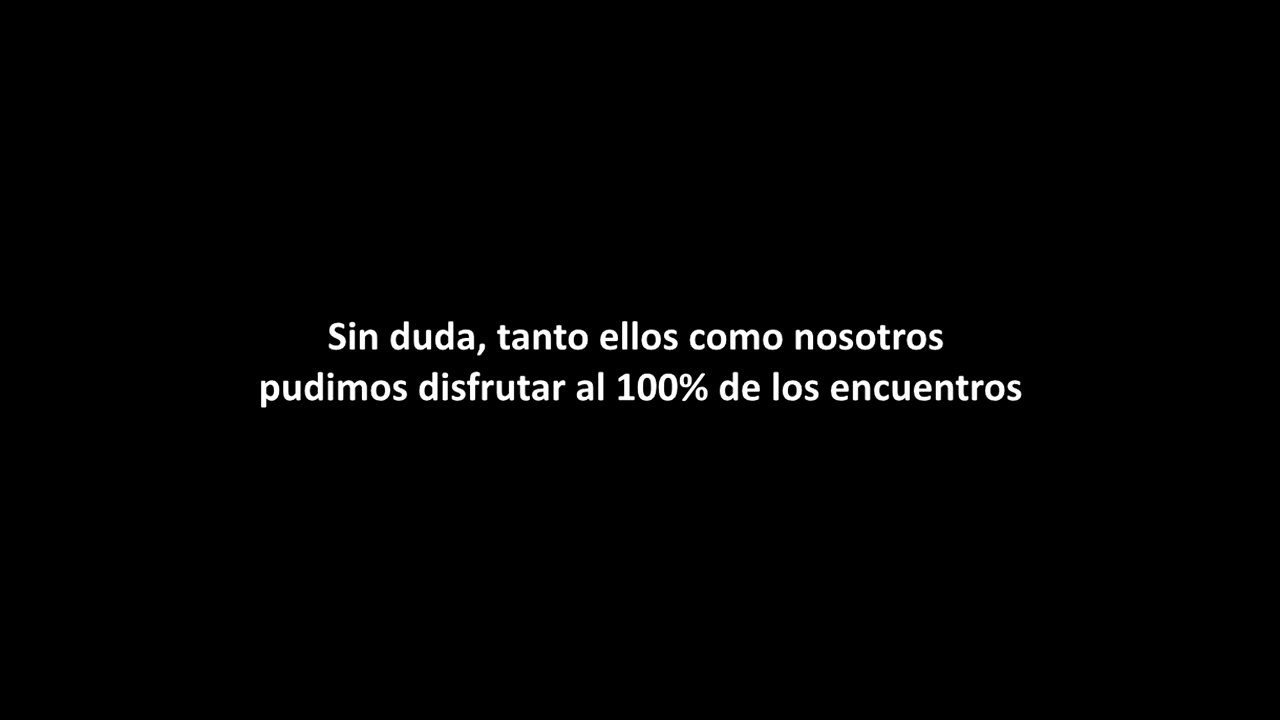 Sin duda, tanto ellos como nosotros
pudimos disfrutar al 100% de los encuentros